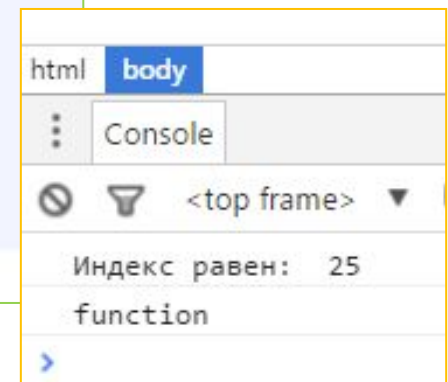 html body
Console
<top frame> ▼
Индекс равен: 25
function
>